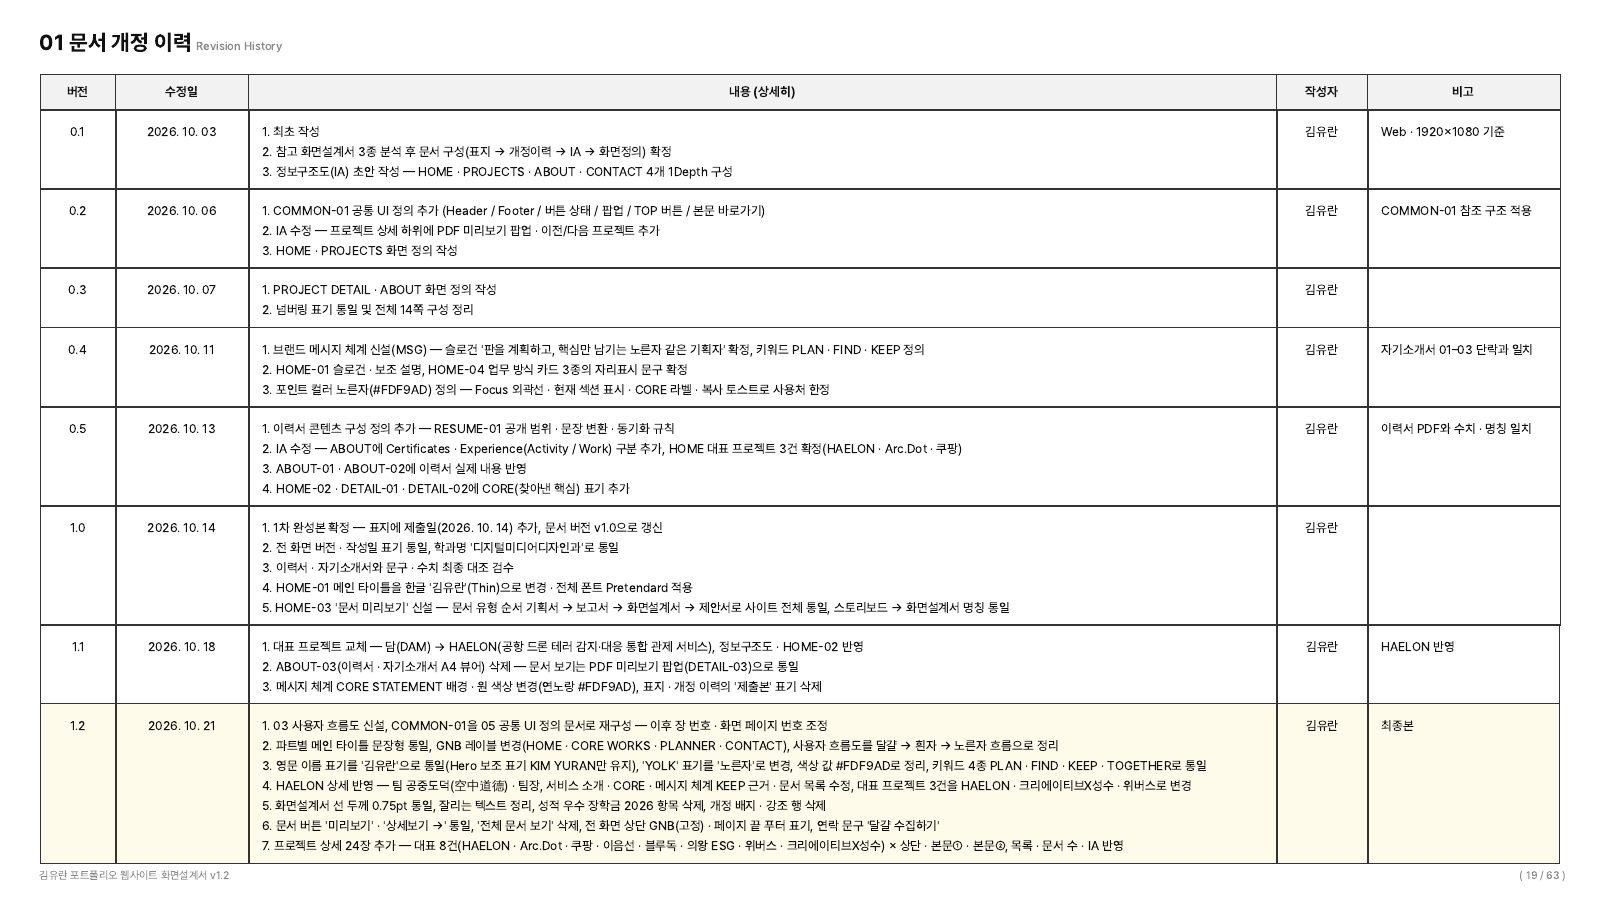 01 문서 개정 이력 Revision History
버전 수정일 내용 (상세히) 작성자 비고
0.1 2026. 10. 03 1. 최초 작성 김유란 Web · 1920×1080 기준
2. 참고 화면설계서 3종 분석 후 문서 구성(표지 → 개정이력 → IA → 화면정의) 확정
3. 정보구조도(IA) 초안 작성 — HOME · PROJECTS · ABOUT · CONTACT 4개 1Depth 구성
0.2 2026. 10. 06 1. COMMON-01 공통 UI 정의 추가 (Header / Footer / 버튼 상태 / 팝업 / TOP 버튼 / 본문 바로가기) 김유란 COMMON-01 참조 구조 적용
2. IA 수정 — 프로젝트 상세 하위에 PDF 미리보기 팝업 · 이전/다음 프로젝트 추가
3. HOME · PROJECTS 화면 정의 작성
0.3 2026. 10. 07 1. PROJECT DETAIL · ABOUT 화면 정의 작성 김유란
2. 넘버링 표기 통일 및 전체 14쪽 구성 정리
0.4 2026. 10. 11 1. 브랜드 메시지 체계 신설(MSG) — 슬로건 '판을 계획하고, 핵심만 남기는 노른자 같은 기획자' 확정, 키워드 PLAN · FIND · KEEP 정의 김유란 자기소개서 01–03 단락과 일치
2. HOME-01 슬로건 · 보조 설명, HOME-04 업무 방식 카드 3종의 자리표시 문구 확정
3. 포인트 컬러 노른자(#FDF9AD) 정의 — Focus 외곽선 · 현재 섹션 표시 · CORE 라벨 · 복사 토스트로 사용처 한정
0.5 2026. 10. 13 1. 이력서 콘텐츠 구성 정의 추가 — RESUME-01 공개 범위 · 문장 변환 · 동기화 규칙 김유란 이력서 PDF와 수치 · 명칭 일치
2. IA 수정 — ABOUT에 Certificates · Experience(Activity / Work) 구분 추가, HOME 대표 프로젝트 3건 확정(HAELON · Arc.Dot · 쿠팡)
3. ABOUT-01 · ABOUT-02에 이력서 실제 내용 반영
4. HOME-02 · DETAIL-01 · DETAIL-02에 CORE(찾아낸 핵심) 표기 추가
1.0 2026. 10. 14 1. 1차 완성본 확정 — 표지에 제출일(2026. 10. 14) 추가, 문서 버전 v1.0으로 갱신 김유란
2. 전 화면 버전 · 작성일 표기 통일, 학과명 '디지털미디어디자인과'로 통일
3. 이력서 · 자기소개서와 문구 · 수치 최종 대조 검수
4. HOME-01 메인 타이틀을 한글 '김유란'(Thin)으로 변경 · 전체 폰트 Pretendard 적용
5. HOME-03 '문서 미리보기' 신설 — 문서 유형 순서 기획서 → 보고서 → 화면설계서 → 제안서로 사이트 전체 통일, 스토리보드 → 화면설계서 명칭 통일
1.1 2026. 10. 18 1. 대표 프로젝트 교체 — 담(DAM) → HAELON(공항 드론 테러 감지·대응 통합 관제 서비스), 정보구조도 · HOME-02 반영 김유란 HAELON 반영
2. ABOUT-03(이력서 · 자기소개서 A4 뷰어) 삭제 — 문서 보기는 PDF 미리보기 팝업(DETAIL-03)으로 통일
3. 메시지 체계 CORE STATEMENT 배경 · 원 색상 변경(연노랑 #FDF9AD), 표지 · 개정 이력의 '제출본' 표기 삭제
1.2 2026. 10. 21 1. 03 사용자 흐름도 신설, COMMON-01을 05 공통 UI 정의 문서로 재구성 — 이후 장 번호 · 화면 페이지 번호 조정 김유란 최종본
2. 파트별 메인 타이틀 문장형 통일, GNB 레이블 변경(HOME · CORE WORKS · PLANNER · CONTACT), 사용자 흐름도를 달걀 → 흰자 → 노른자 흐름으로 정리
3. 영문 이름 표기를 '김유란'으로 통일(Hero 보조 표기 KIM YURAN만 유지), 'YOLK' 표기를 '노른자'로 변경, 색상 값 #FDF9AD로 정리, 키워드 4종 PLAN · FIND · KEEP · TOGETHER로 통일
4. HAELON 상세 반영 — 팀 공중도덕(空中道德) · 팀장, 서비스 소개 · CORE · 메시지 체계 KEEP 근거 · 문서 목록 수정, 대표 프로젝트 3건을 HAELON · 크리에이티브X성수 · 위버스로 변경
5. 화면설계서 선 두께 0.75pt 통일, 잘리는 텍스트 정리, 성적 우수 장학금 2026 항목 삭제, 개정 배지 · 강조 행 삭제
6. 문서 버튼 '미리보기' · '상세보기 →' 통일, '전체 문서 보기' 삭제, 전 화면 상단 GNB(고정) · 페이지 끝 푸터 표기, 연락 문구 '달걀 수집하기'
7. 프로젝트 상세 24장 추가 — 대표 8건(HAELON · Arc.Dot · 쿠팡 · 이음선 · 블루독 · 의왕 ESG · 위버스 · 크리에이티브X성수) × 상단 · 본문① · 본문②, 목록 · 문서 수 · IA 반영
김유란 포트폴리오 웹사이트 화면설계서 v1.2 ( 19 / 63 )